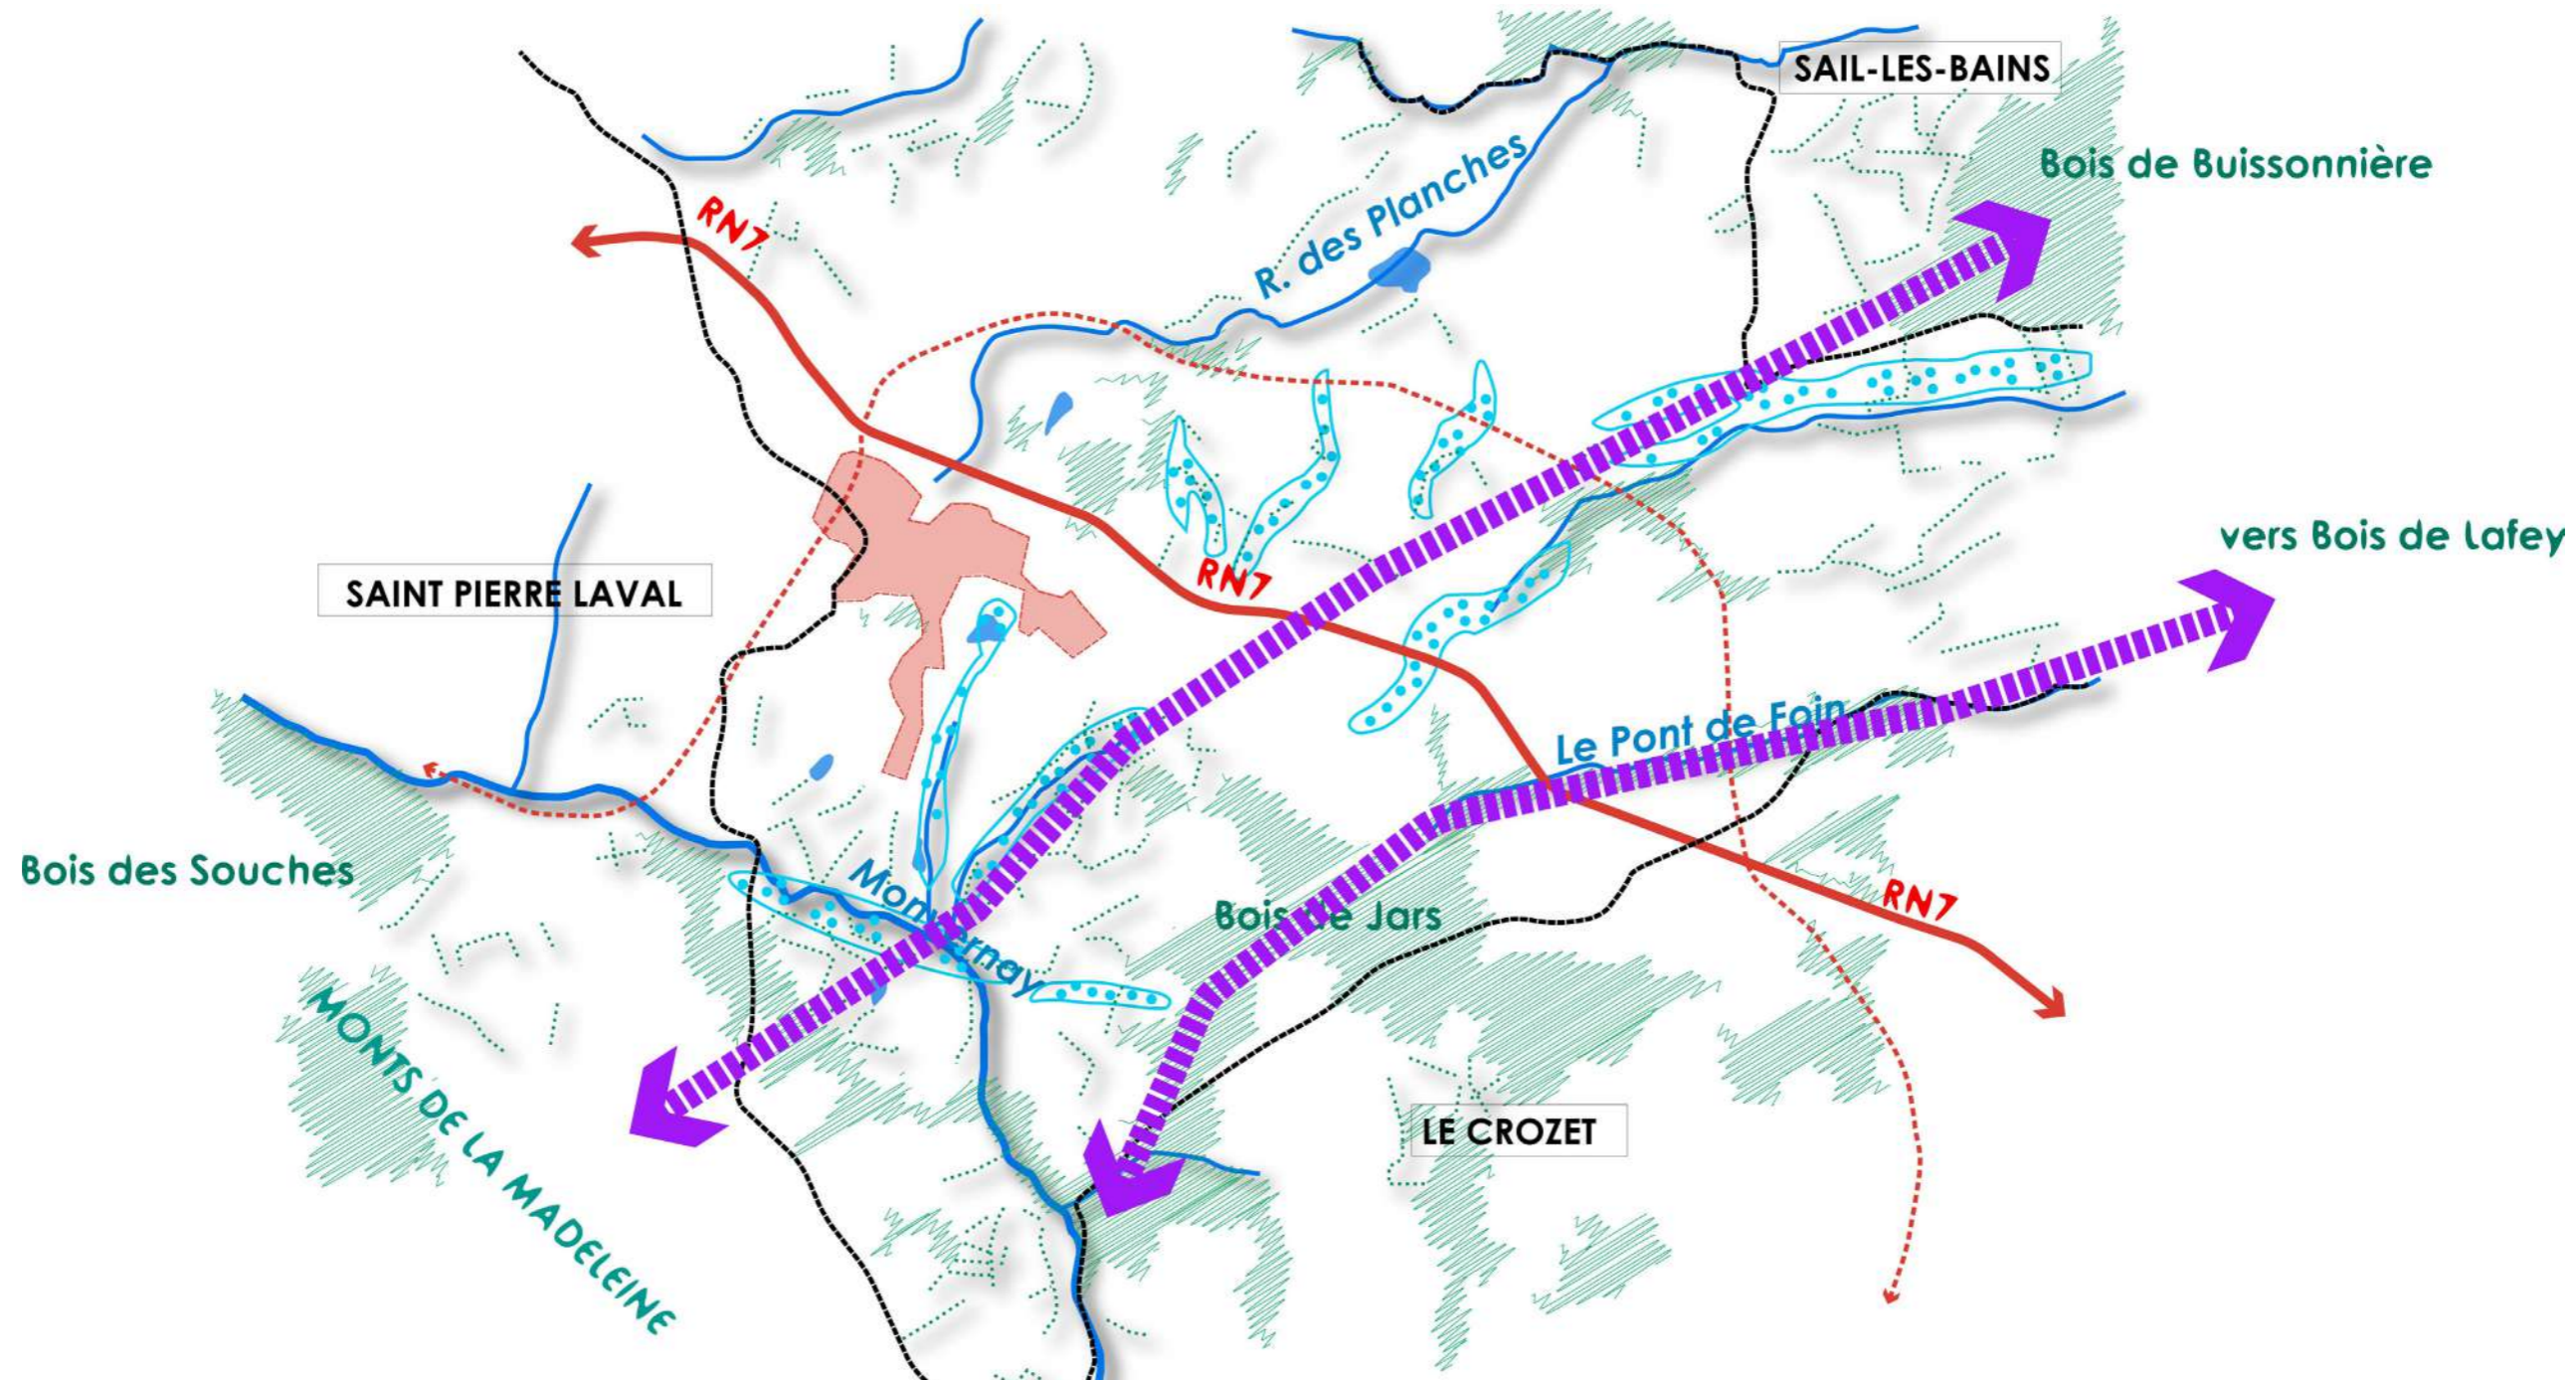 SAIL-LES-BAINS
Bois de Buissonnière
R. des Planches
RN7
vers Bois de Lafey
SAINT PIERRE LAVAL
RN7
Le Pont de Foin
Bois des Souches
Montvernay
RN7
Bois de Jars
MONTS DE LA MADELEINE
LE CROZET